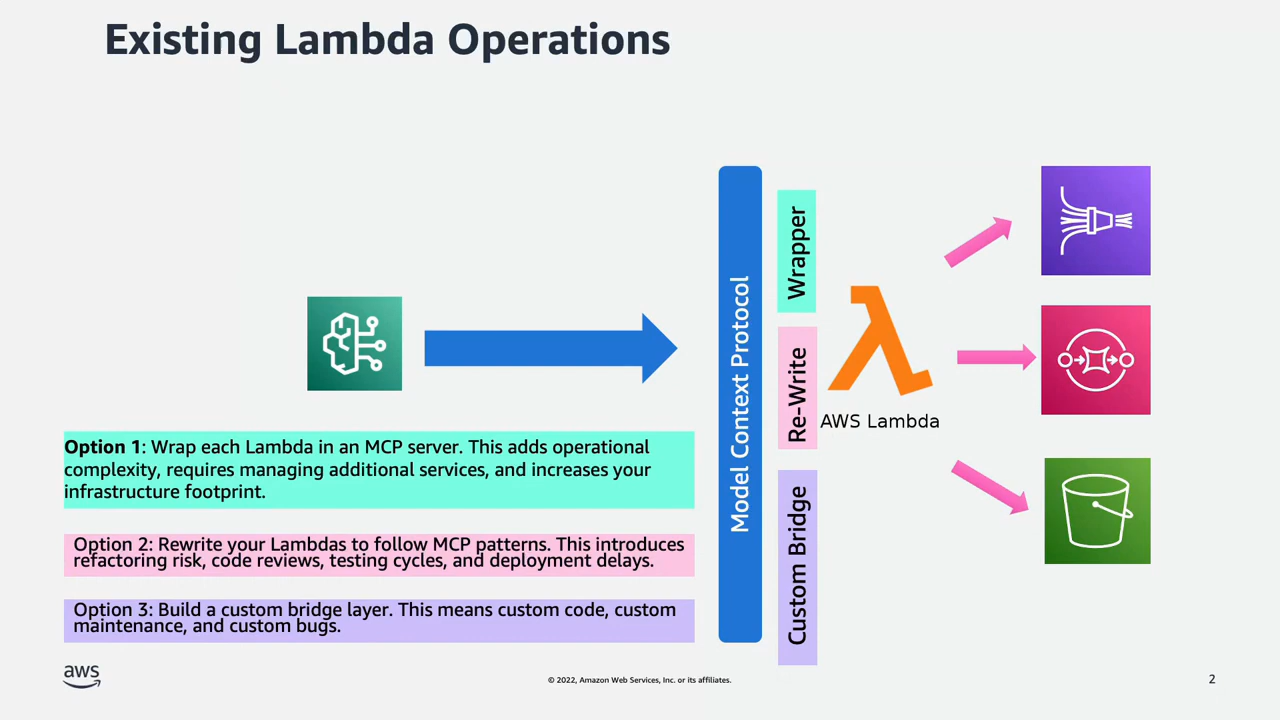 Existing Lambda Operations
Model Context Protocol
Wrapper
Re-Write
Custom Bridge
AWS Lambda
Option 1: Wrap each Lambda in an MCP server. This adds operational
complexity, requires managing additional services, and increases your
infrastructure footprint.
Option 2: Rewrite your Lambdas to follow MCP patterns. This introduces
refactoring risk, code reviews, testing cycles, and deployment delays.
Option 3: Build a custom bridge layer. This means custom code, custom
maintenance, and custom bugs.
aws
© 2022, Amazon Web Services, Inc. or its affiliates.
2